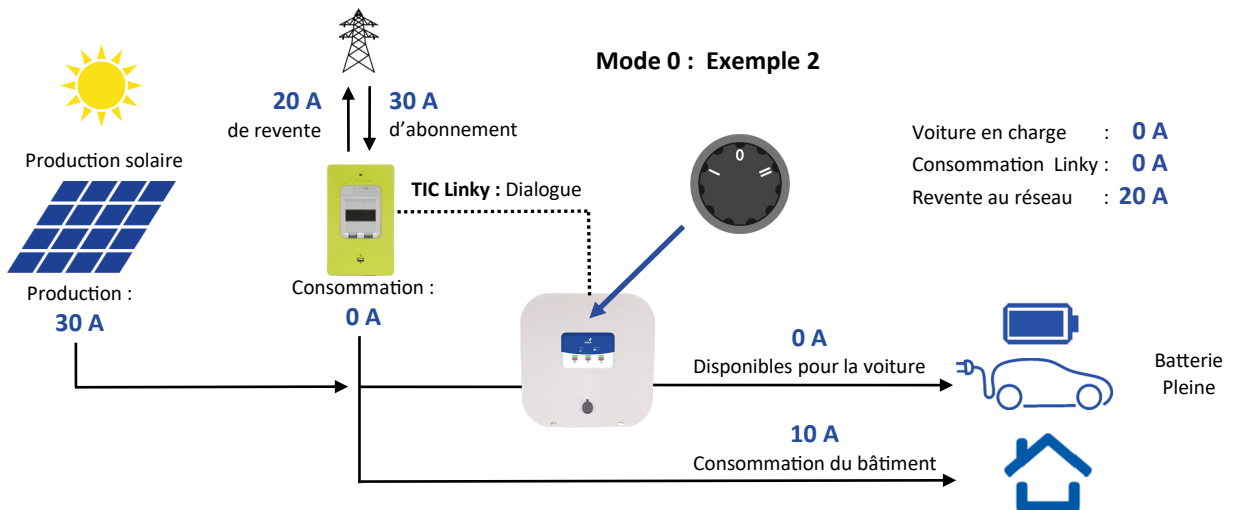 Mode 0 : Exemple 2
20 A
de revente
30 A
d'abonnement
Production solaire
TIC Linky : Dialogue
0
I
II
Voiture en charge : 0 A
Consommation Linky : 0 A
Revente au réseau : 20 A
Production :
30 A
Consommation :
0 A
0 A
Disponibles pour la voiture
Batterie
Pleine
10 A
Consommation du bâtiment